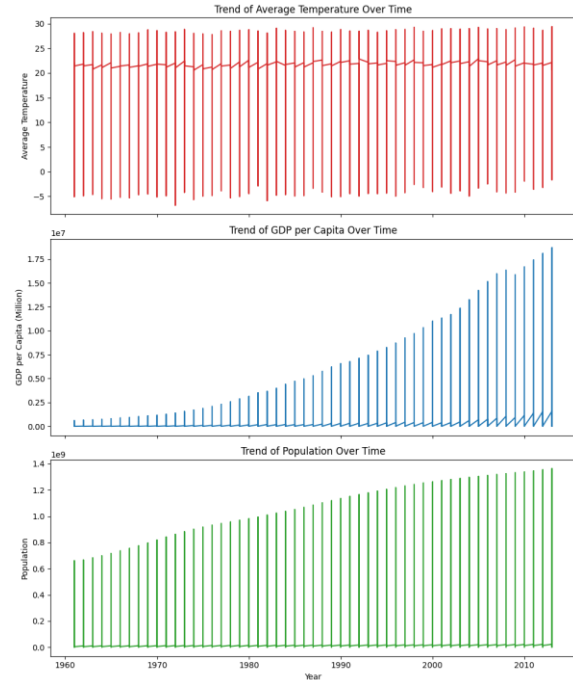 Trend of Average Temperature Over Time
30
25
20
15
10
5
0
−5
Average Temperature
Trend of GDP per Capita Over Time
1e7
1.75
1.50
1.25
1.00
0.75
0.50
0.25
0.00
GDP per Capita (Million)
Trend of Population Over Time
1e9
1.4
1.2
1.0
0.8
0.6
0.4
0.2
0.0
Population
1960 1970 1980 1990 2000 2010
Year